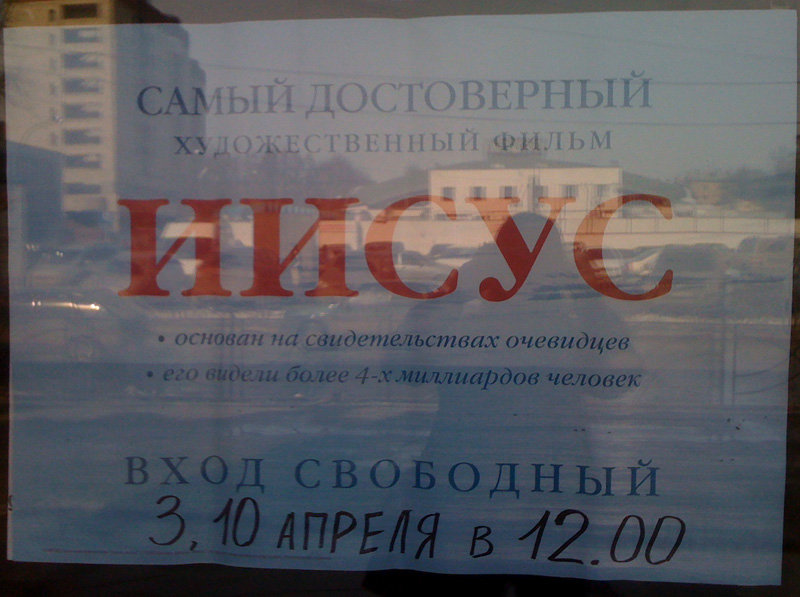 САМЫЙ ДОСТОВЕРНЫЙ
ХУДОЖЕСТВЕННЫЙ ФИЛЬМ
ИИСУС
• основан на свидетельствах очевидцев
• его видели более 4-х миллиардов человек
ВХОД СВОБОДНЫЙ
3, 10 АПРЕЛЯ в 12.00